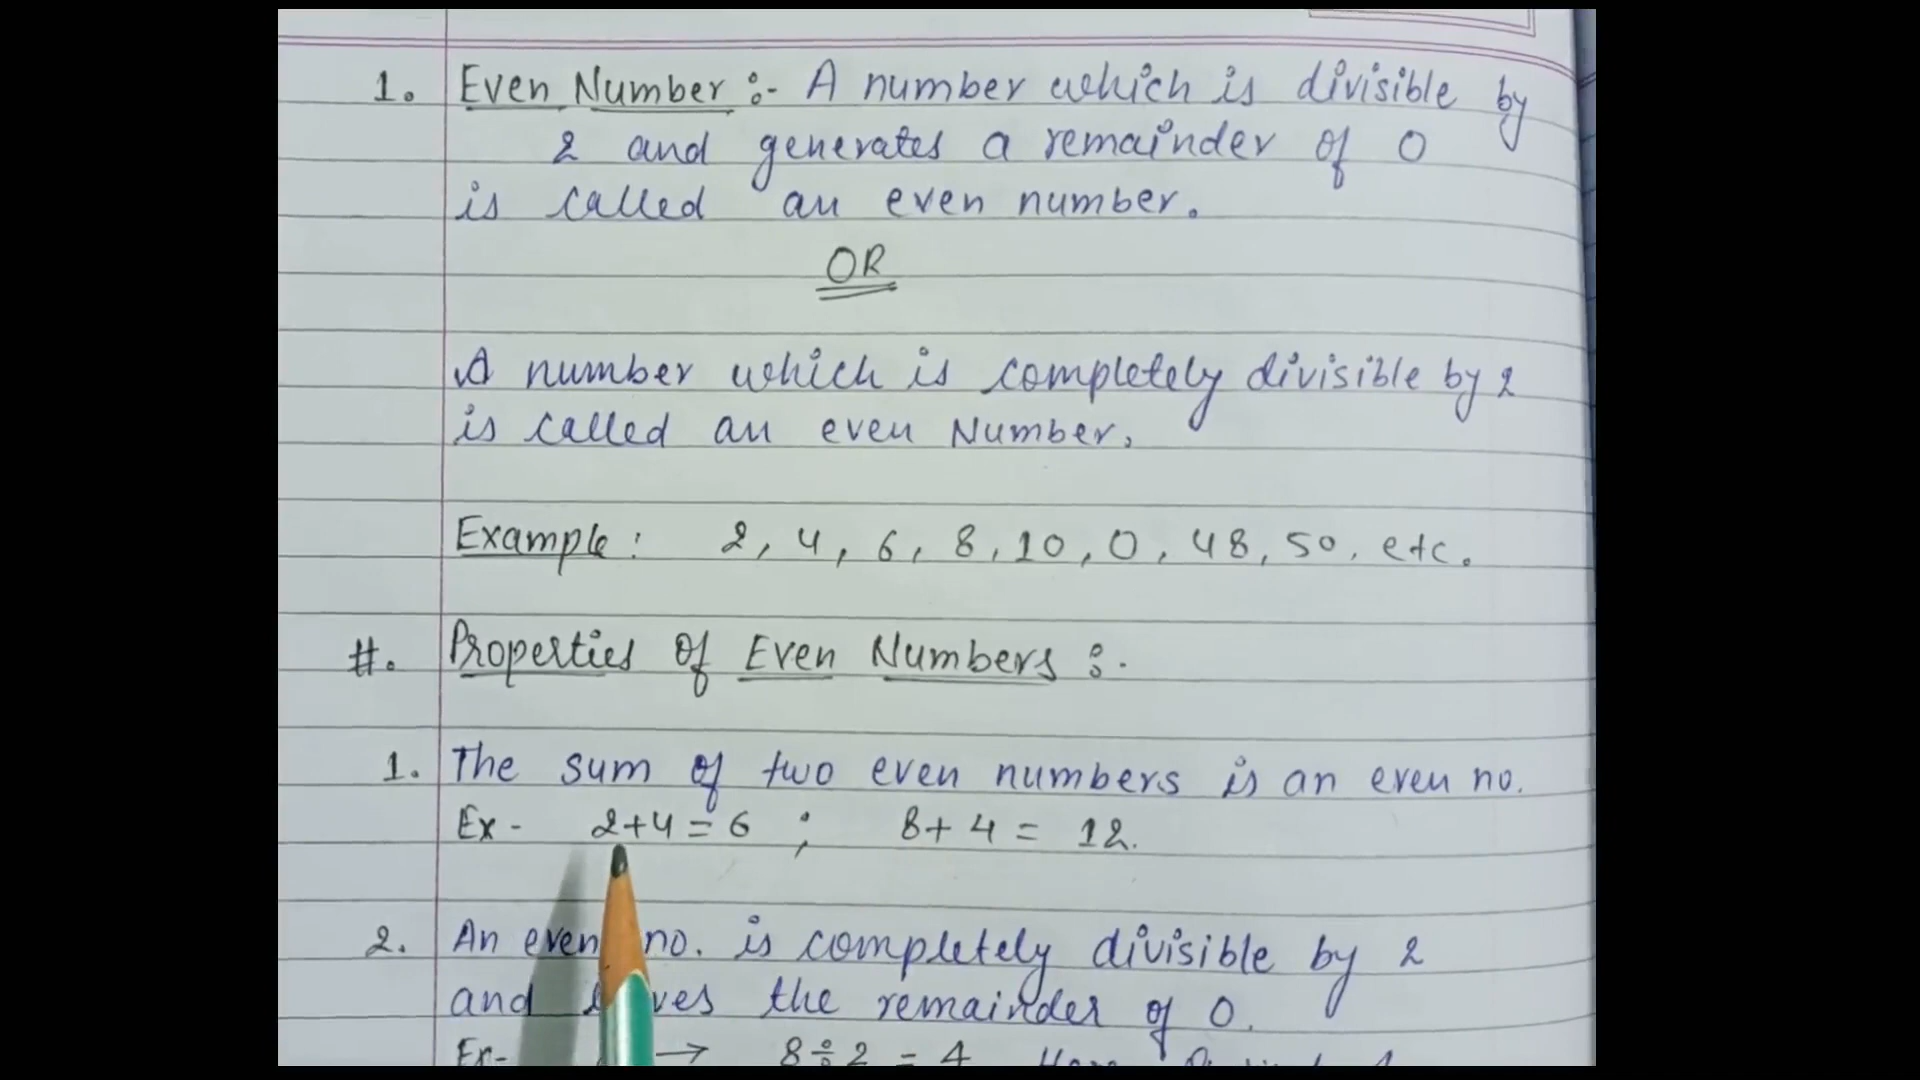 1. Even Number :- A number which is divisible by
2 and generates a remainder of 0
is called an even number.
OR
A number which is completely divisible by 2
is called an even Number.
Example: 2, 4, 6, 8, 10, 0, 48, 50, etc.
#. Properties of Even Numbers :-
1. The sum of two even numbers is an even no.
Ex - 2+4=6 ; 8+ 4 = 12.
2. An even no. is completely divisible by 2
and the remainder of 0.
Ex- → 8÷2 = 4